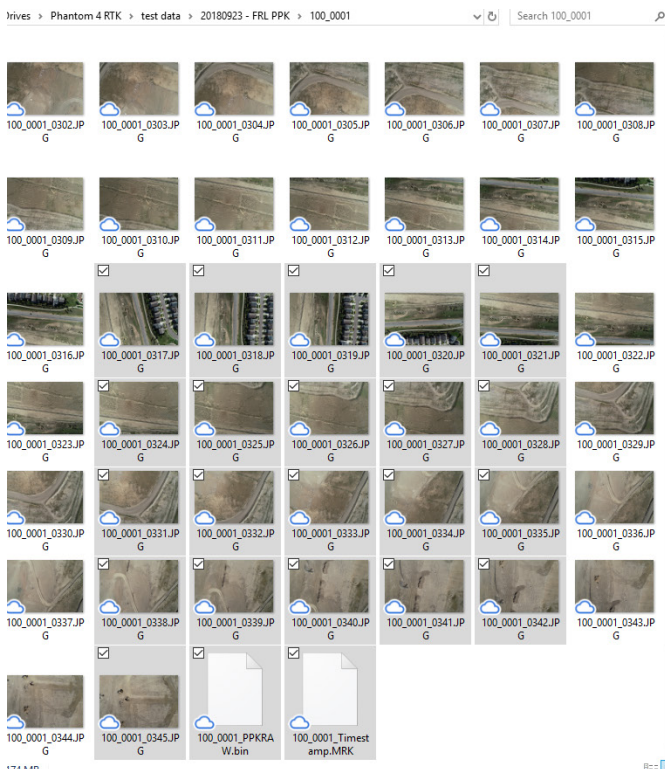 Drives > Phantom 4 RTK > test data > 20180923 - FRL PPK > 100_0001
Search 100_0001
100_0001_0302.JP
G
100_0001_0303.JP
G
100_0001_0304.JP
G
100_0001_0305.JP
G
100_0001_0306.JP
G
100_0001_0307.JP
G
100_0001_0308.JP
G
100_0001_0309.JP
G
100_0001_0310.JP
G
100_0001_0311.JP
G
100_0001_0312.JP
G
100_0001_0313.JP
G
100_0001_0314.JP
G
100_0001_0315.JP
G
100_0001_0316.JP
G
100_0001_0317.JP
G
100_0001_0318.JP
G
100_0001_0319.JP
G
100_0001_0320.JP
G
100_0001_0321.JP
G
100_0001_0322.JP
G
100_0001_0323.JP
G
100_0001_0324.JP
G
100_0001_0325.JP
G
100_0001_0326.JP
G
100_0001_0327.JP
G
100_0001_0328.JP
G
100_0001_0329.JP
G
100_0001_0330.JP
G
100_0001_0331.JP
G
100_0001_0332.JP
G
100_0001_0333.JP
G
100_0001_0334.JP
G
100_0001_0335.JP
G
100_0001_0336.JP
G
100_0001_0337.JP
G
100_0001_0338.JP
G
100_0001_0339.JP
G
100_0001_0340.JP
G
100_0001_0341.JP
G
100_0001_0342.JP
G
100_0001_0343.JP
G
100_0001_0344.JP
G
100_0001_0345.JP
G
100_0001_PPKRA
W.bin
100_0001_Timest
amp.MRK
174 MB